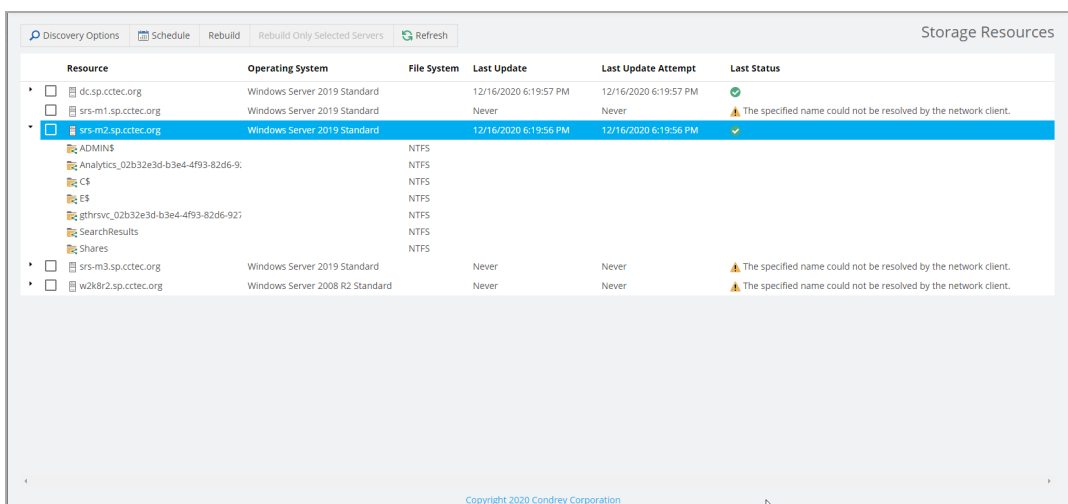 Discovery Options Schedule Rebuild Rebuild Only Selected Servers Refresh Storage Resources
Resource Operating System File System Last Update Last Update Attempt Last Status
dc.sp.cctec.org Windows Server 2019 Standard 12/16/2020 6:19:57 PM 12/16/2020 6:19:57 PM
srs-m1.sp.cctec.org Windows Server 2019 Standard Never Never The specified name could not be resolved by the network client.
srs-m2.sp.cctec.org Windows Server 2019 Standard 12/16/2020 6:19:56 PM 12/16/2020 6:19:56 PM
ADMIN$ NTFS
Analytics_02b32e3d-b3e4-4f93-82d6-9. NTFS
C$ NTFS
E$ NTFS
gthrsvc_02b32e3d-b3e4-4f93-82d6-927 NTFS
SearchResults NTFS
Shares NTFS
srs-m3.sp.cctec.org Windows Server 2019 Standard Never Never The specified name could not be resolved by the network client.
w2k8r2.sp.cctec.org Windows Server 2008 R2 Standard Never Never The specified name could not be resolved by the network client.
Copyright 2020 Condrey Corporation